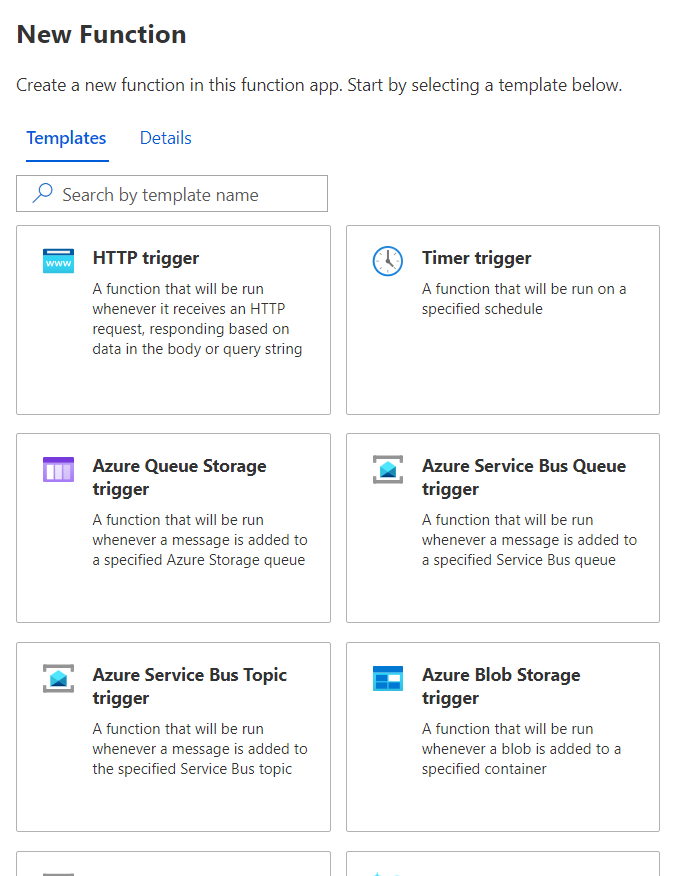 New Function
Create a new function in this function app. Start by selecting a template below.
Templates
Details
Search by template name
www
HTTP trigger
A function that will be run
whenever it receives an HTTP
request, responding based on
data in the body or query string
Timer trigger
A function that will be run on a
specified schedule
Azure Queue Storage
trigger
A function that will be run
whenever a message is added to
a specified Azure Storage queue
Azure Service Bus Queue
trigger
A function that will be run
whenever a message is added to
a specified Service Bus queue
Azure Service Bus Topic
trigger
A function that will be run
whenever a message is added to
the specified Service Bus topic
Azure Blob Storage
trigger
A function that will be run
whenever a blob is added to a
specified container